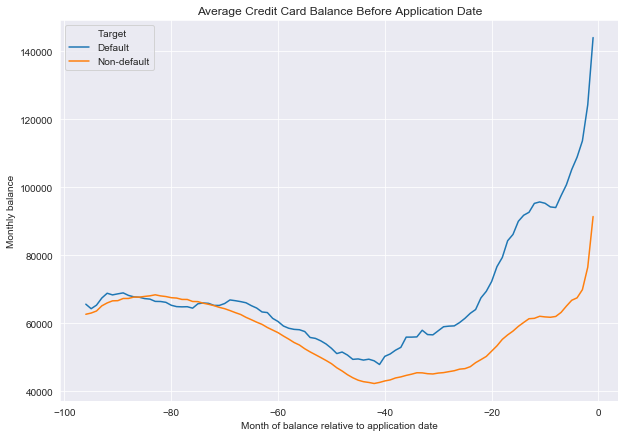 Average Credit Card Balance Before Application Date
Target
Default
Non-default
Monthly balance
140000
120000
100000
80000
60000
40000
−100
−80
−60
−40
−20
0
Month of balance relative to application date